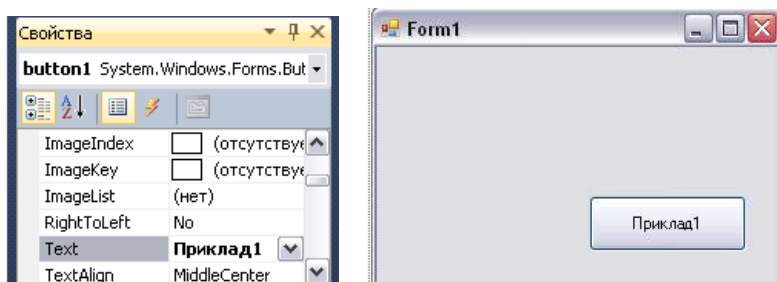 Свойства
button1 System.Windows.Forms.But
ImageIndex (отсутствуе
ImageKey (отсутствуе
ImageList (нет)
RightToLeft No
Text Приклад1
TextAlign MiddleCenter
Form1
Приклад1